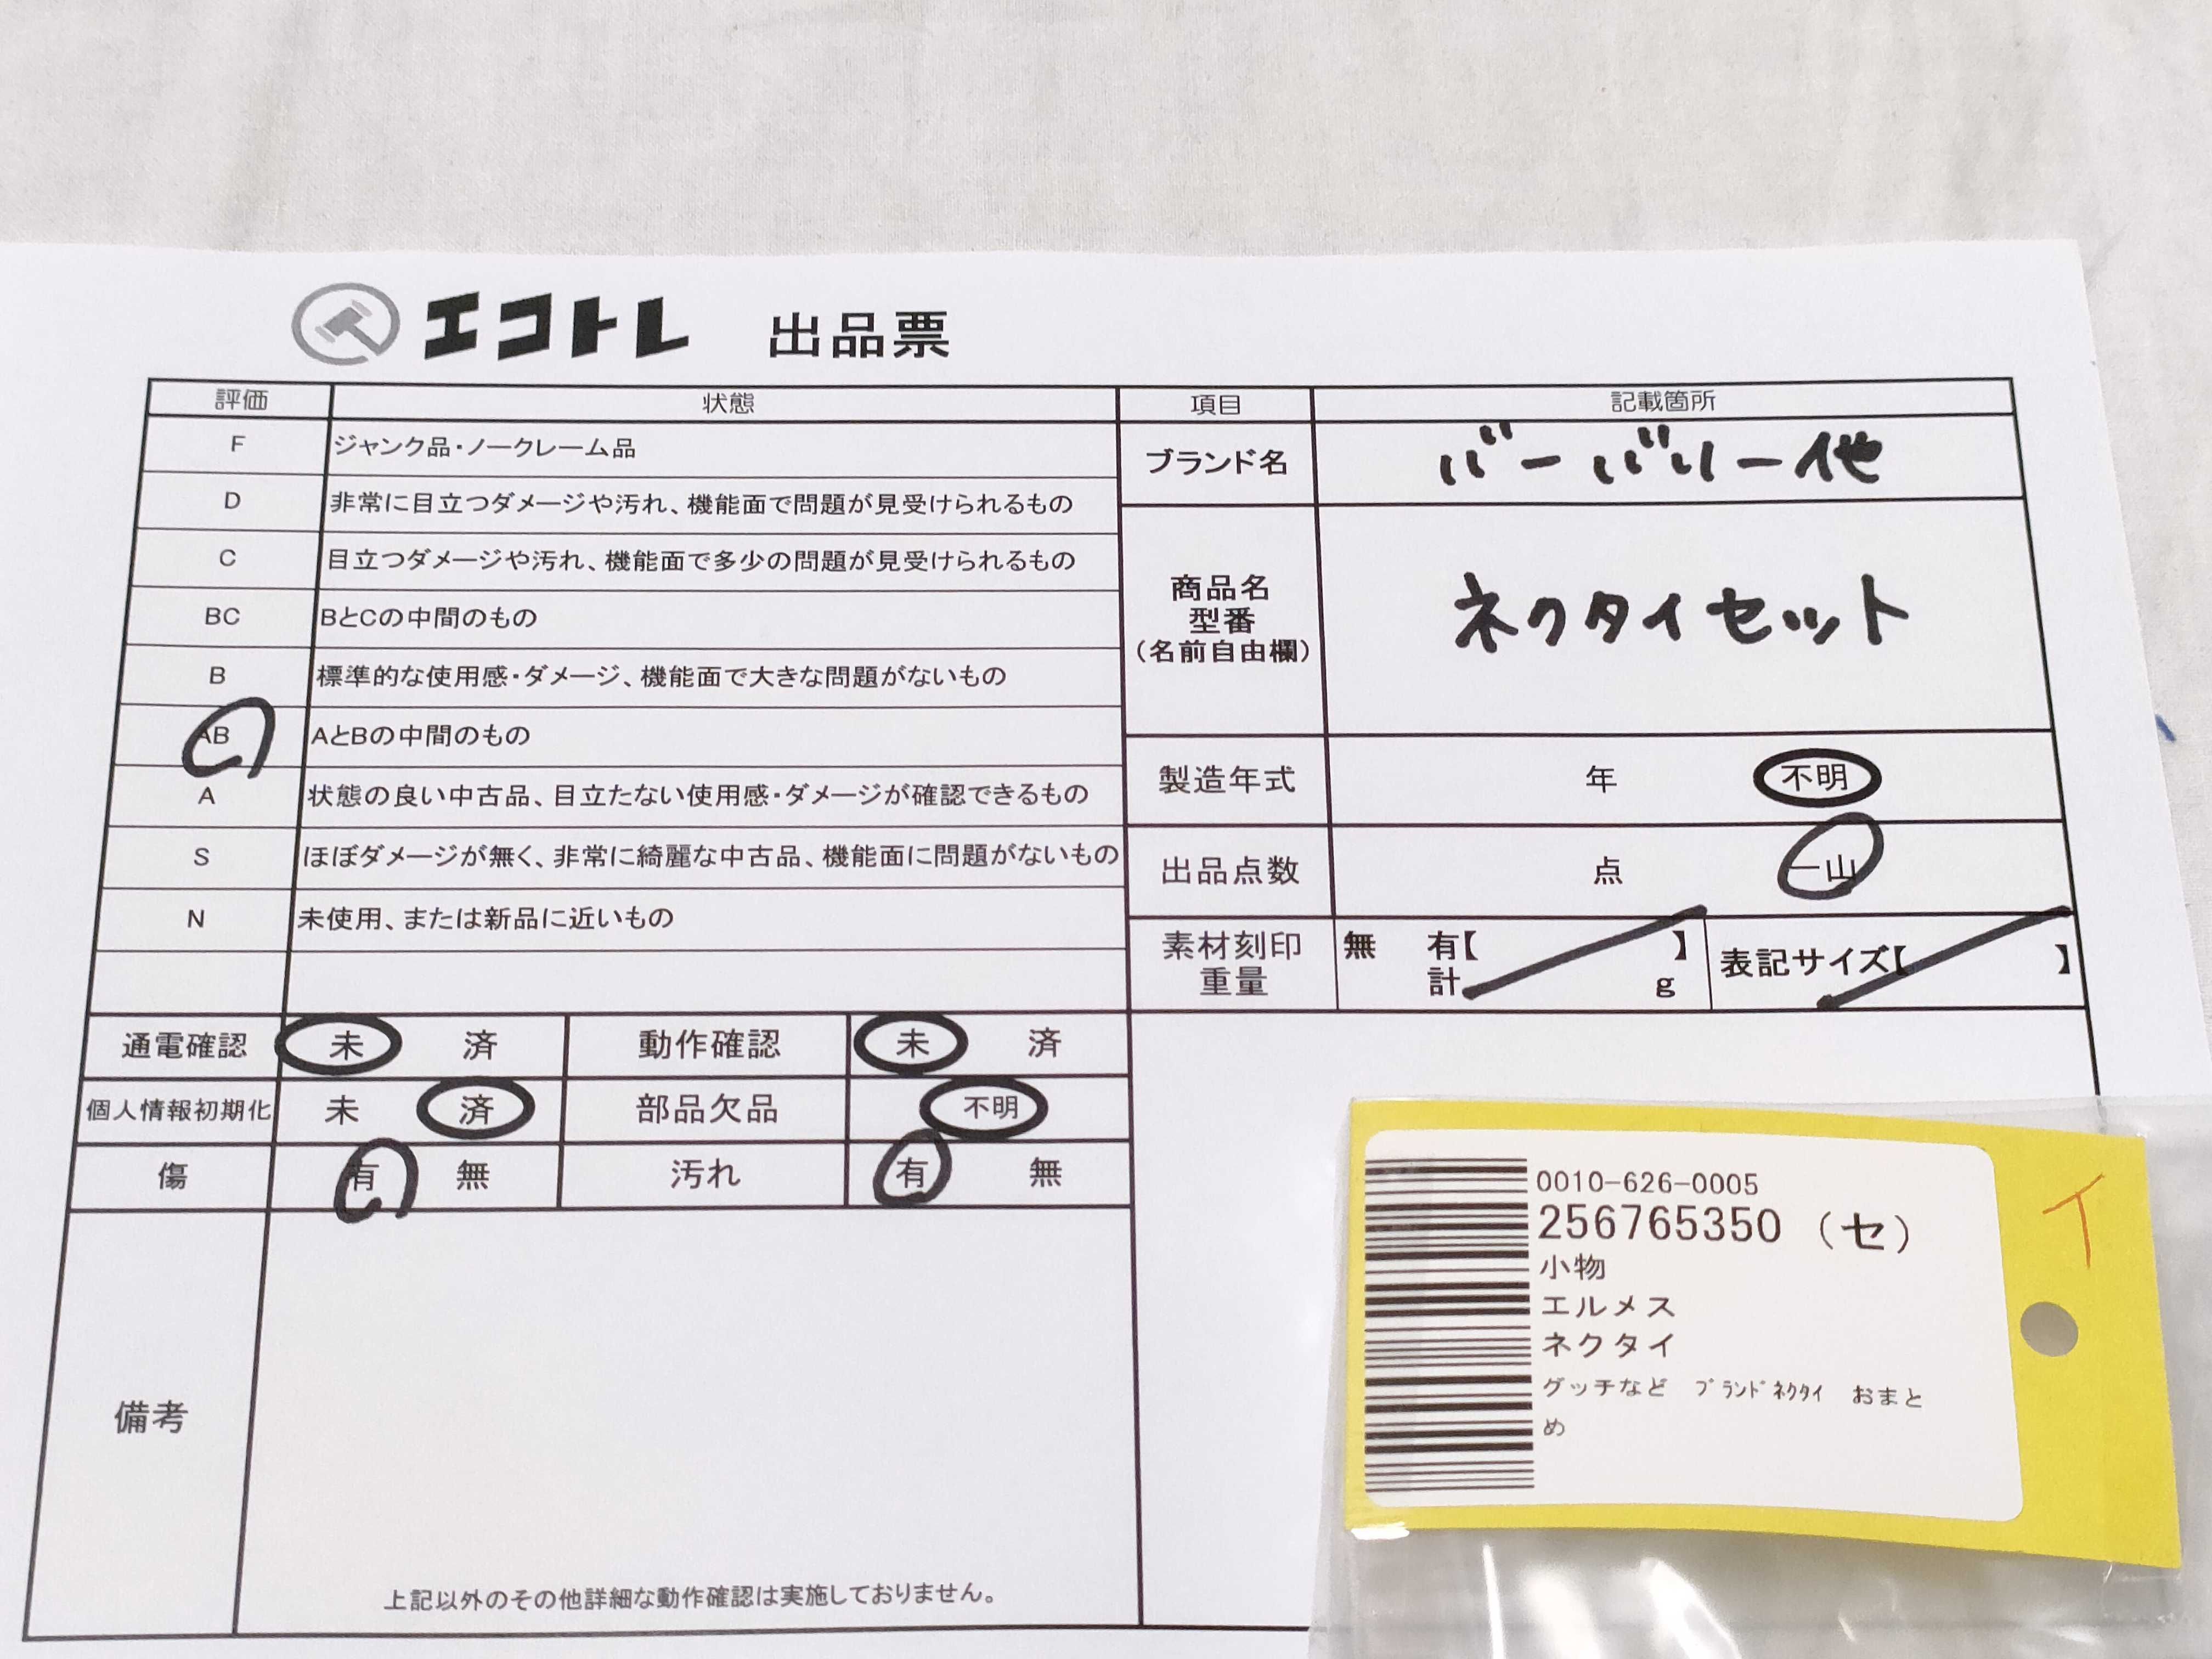 エコトレ 出品票
評価 状態 項目 記載箇所
F ジャンク品・ノークレーム品
D 非常に目立つダメージや汚れ、機能面で問題が見受けられるもの
C 目立つダメージや汚れ、機能面で多少の問題が見受けられるもの
BC BとCの中間のもの
B 標準的な使用感・ダメージ、機能面で大きな問題がないもの
AB AとBの中間のもの
A 状態の良い中古品、目立たない使用感・ダメージが確認できるもの
S ほぼダメージが無く、非常に綺麗な中古品、機能面に問題がないもの
N 未使用、または新品に近いもの
ブランド名 バーバリー他
商品名
型番
(名前自由欄)
ネクタイセット
製造年式 年 不明
出品点数 点 一山
素材刻印
重量
無 有【 】
計 g
表記サイズ【 】
通電確認 未 済 動作確認 未 済
個人情報初期化 未 済 部品欠品 不明
傷 有 無 汚れ 有 無
備考
上記以外のその他詳細な動作確認は実施しておりません。
0010-626-0005
256765350 (セ)
小物
エルメス
ネクタイ
グッチなど ﾌﾞﾗﾝﾄﾞﾈｸﾀｲ おまと
め
イ